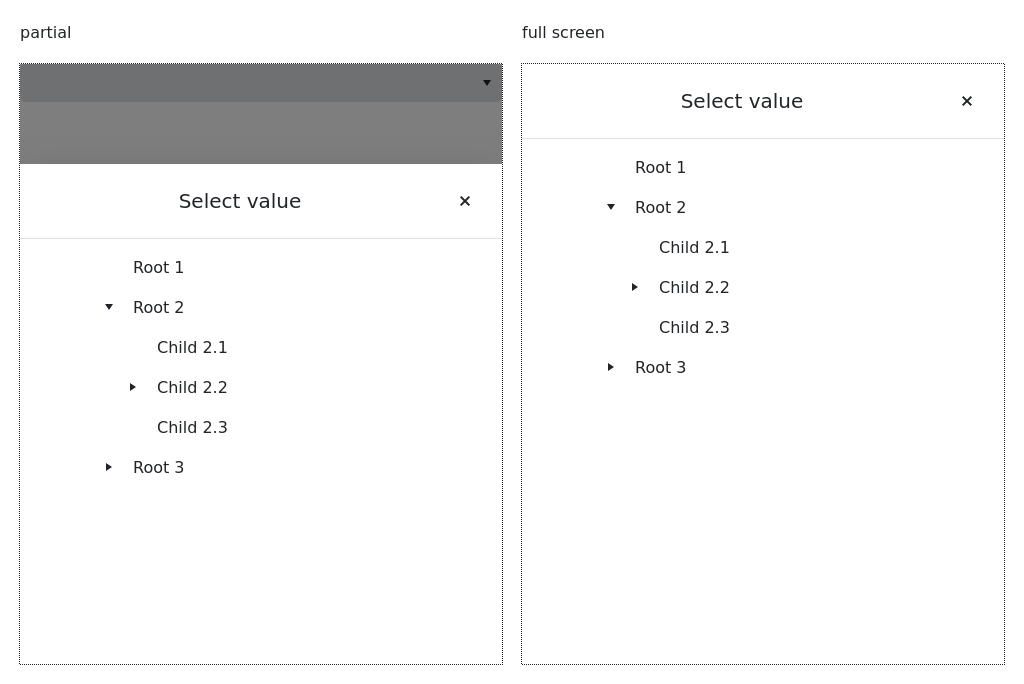 partial
Select value
Root 1
Root 2
Child 2.1
Child 2.2
Child 2.3
Root 3
full screen
Select value
Root 1
Root 2
Child 2.1
Child 2.2
Child 2.3
Root 3